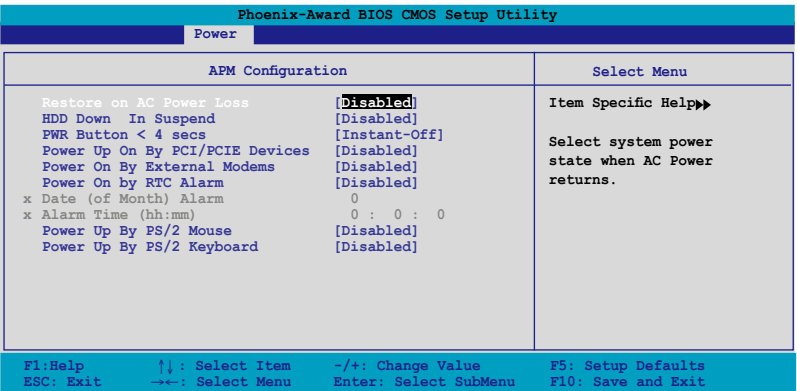 Phoenix-Award BIOS CMOS Setup Utility
Power
APM Configuration
Select Menu
Restore on AC Power Loss [Disabled]
HDD Down In Suspend [Disabled]
PWR Button < 4 secs [Instant-Off]
Power Up On By PCI/PCIE Devices [Disabled]
Power On By External Modems [Disabled]
Power On by RTC Alarm [Disabled]
x Date (of Month) Alarm 0
x Alarm Time (hh:mm) 0 : 0 : 0
Power Up By PS/2 Mouse [Disabled]
Power Up By PS/2 Keyboard [Disabled]
Item Specific Help▶▶
Select system power
state when AC Power
returns.
F1:Help ↑↓ : Select Item -/+: Change Value F5: Setup Defaults
ESC: Exit →←: Select Menu Enter: Select SubMenu F10: Save and Exit